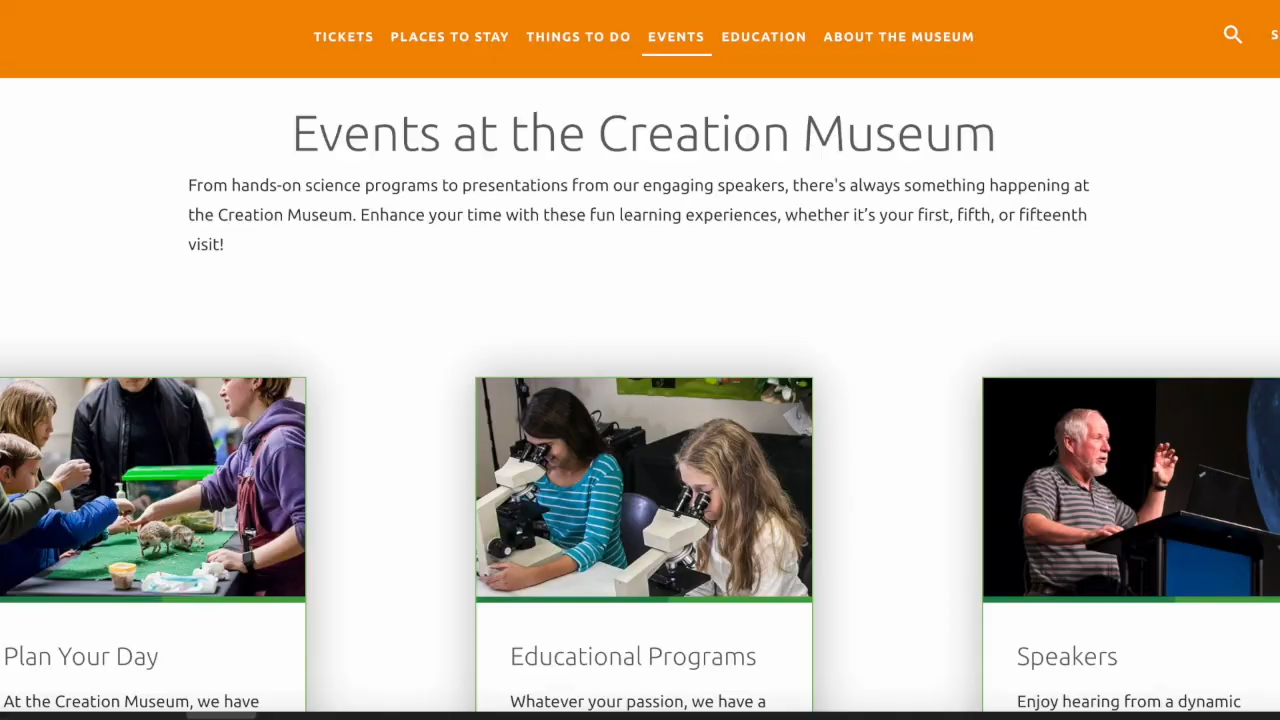 TICKETS PLACES TO STAY THINGS TO DO EVENTS EDUCATION ABOUT THE MUSEUM S
Events at the Creation Museum
From hands-on science programs to presentations from our engaging speakers, there's always something happening at
the Creation Museum. Enhance your time with these fun learning experiences, whether it’s your first, fifth, or fifteenth
visit!
Plan Your Day
At the Creation Museum, we have
Educational Programs
Whatever your passion, we have a
Speakers
Enjoy hearing from a dynamic